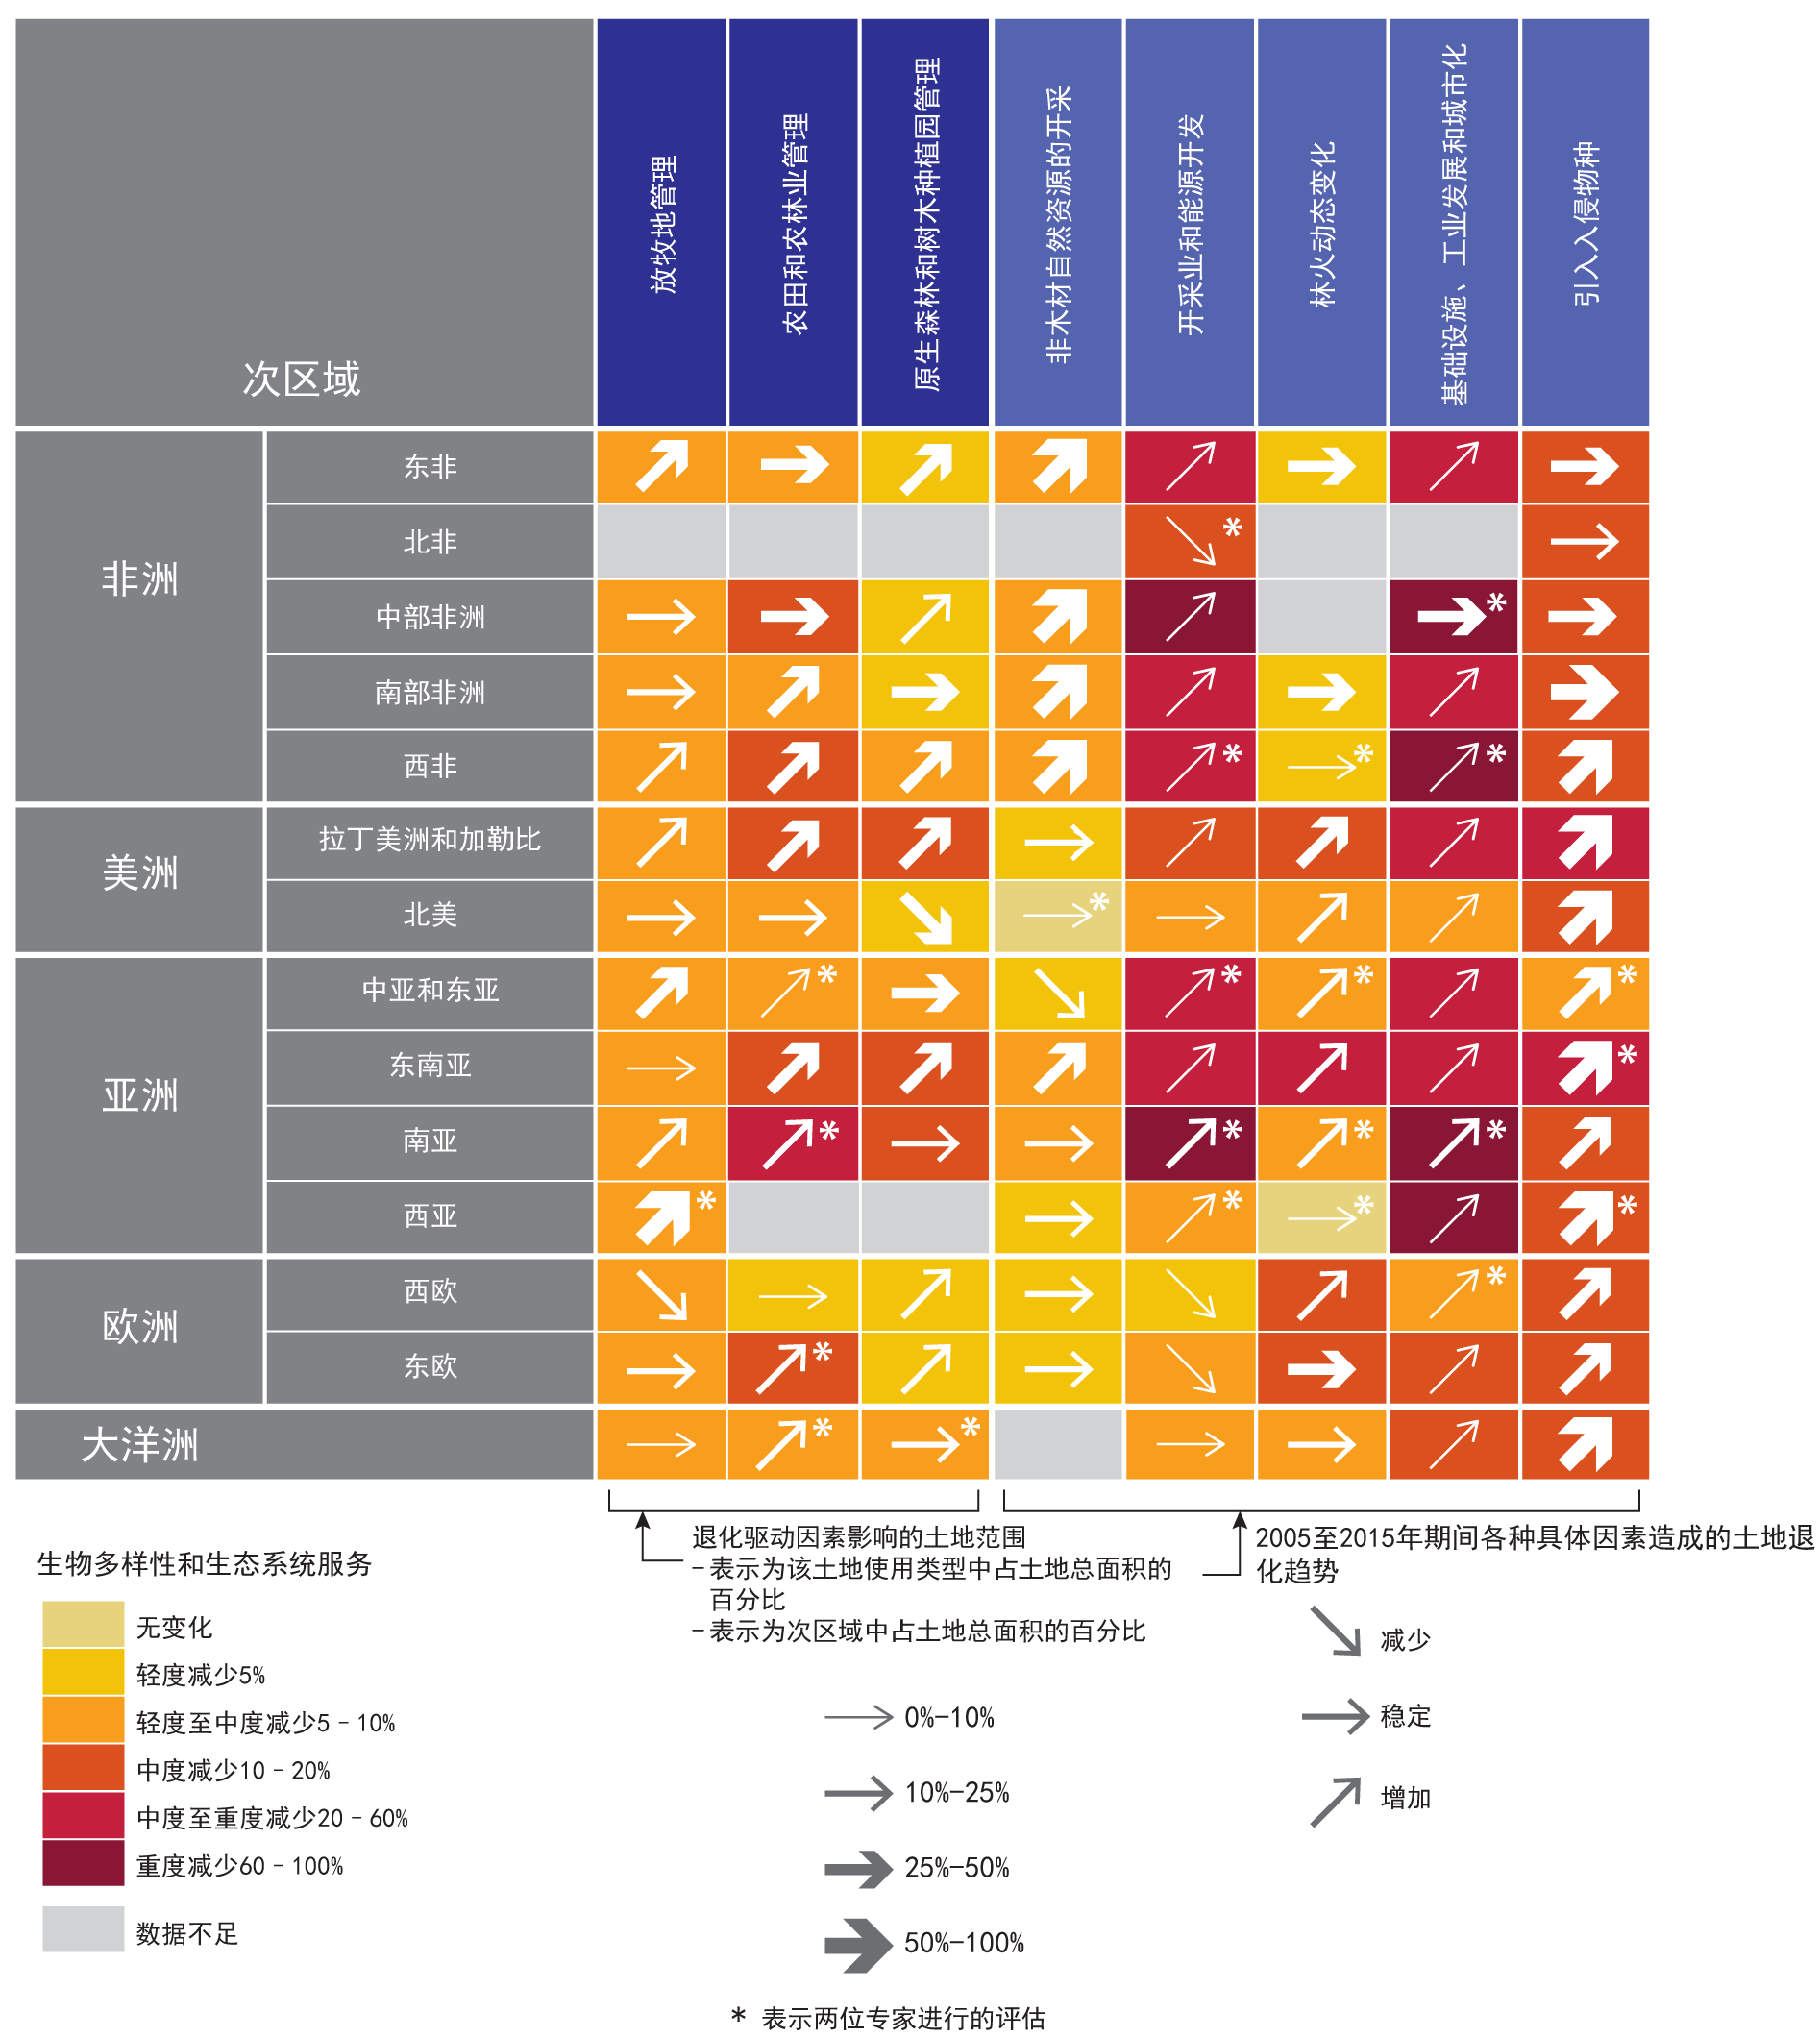 次区域
放牧地管理
农田和农林业管理
原生森林和树木种植园管理
非木材自然资源的开采
开采业和能源开发
林火动态变化
基础设施、工业发展和城市化
引入入侵物种
非洲
东非
北非
*
中部非洲
*
南部非洲
西非
* * *
美洲
拉丁美洲和加勒比
北美
*
亚洲
中亚和东亚
* * * *
东南亚
*
南亚
* * * *
西亚
* * * *
欧洲
西欧
*
东欧
*
大洋洲
* *
生物多样性和生态系统服务
无变化
轻度减少5%
轻度至中度减少5－10%
中度减少10－20%
中度至重度减少20－60%
重度减少60－100%
数据不足
退化驱动因素影响的土地范围
–表示为该土地使用类型中占土地总面积的
百分比
–表示为次区域中占土地总面积的百分比
0%–10%
10%–25%
25%–50%
50%–100%
2005至2015年期间各种具体因素造成的土地退
化趋势
减少
稳定
增加
* 表示两位专家进行的评估